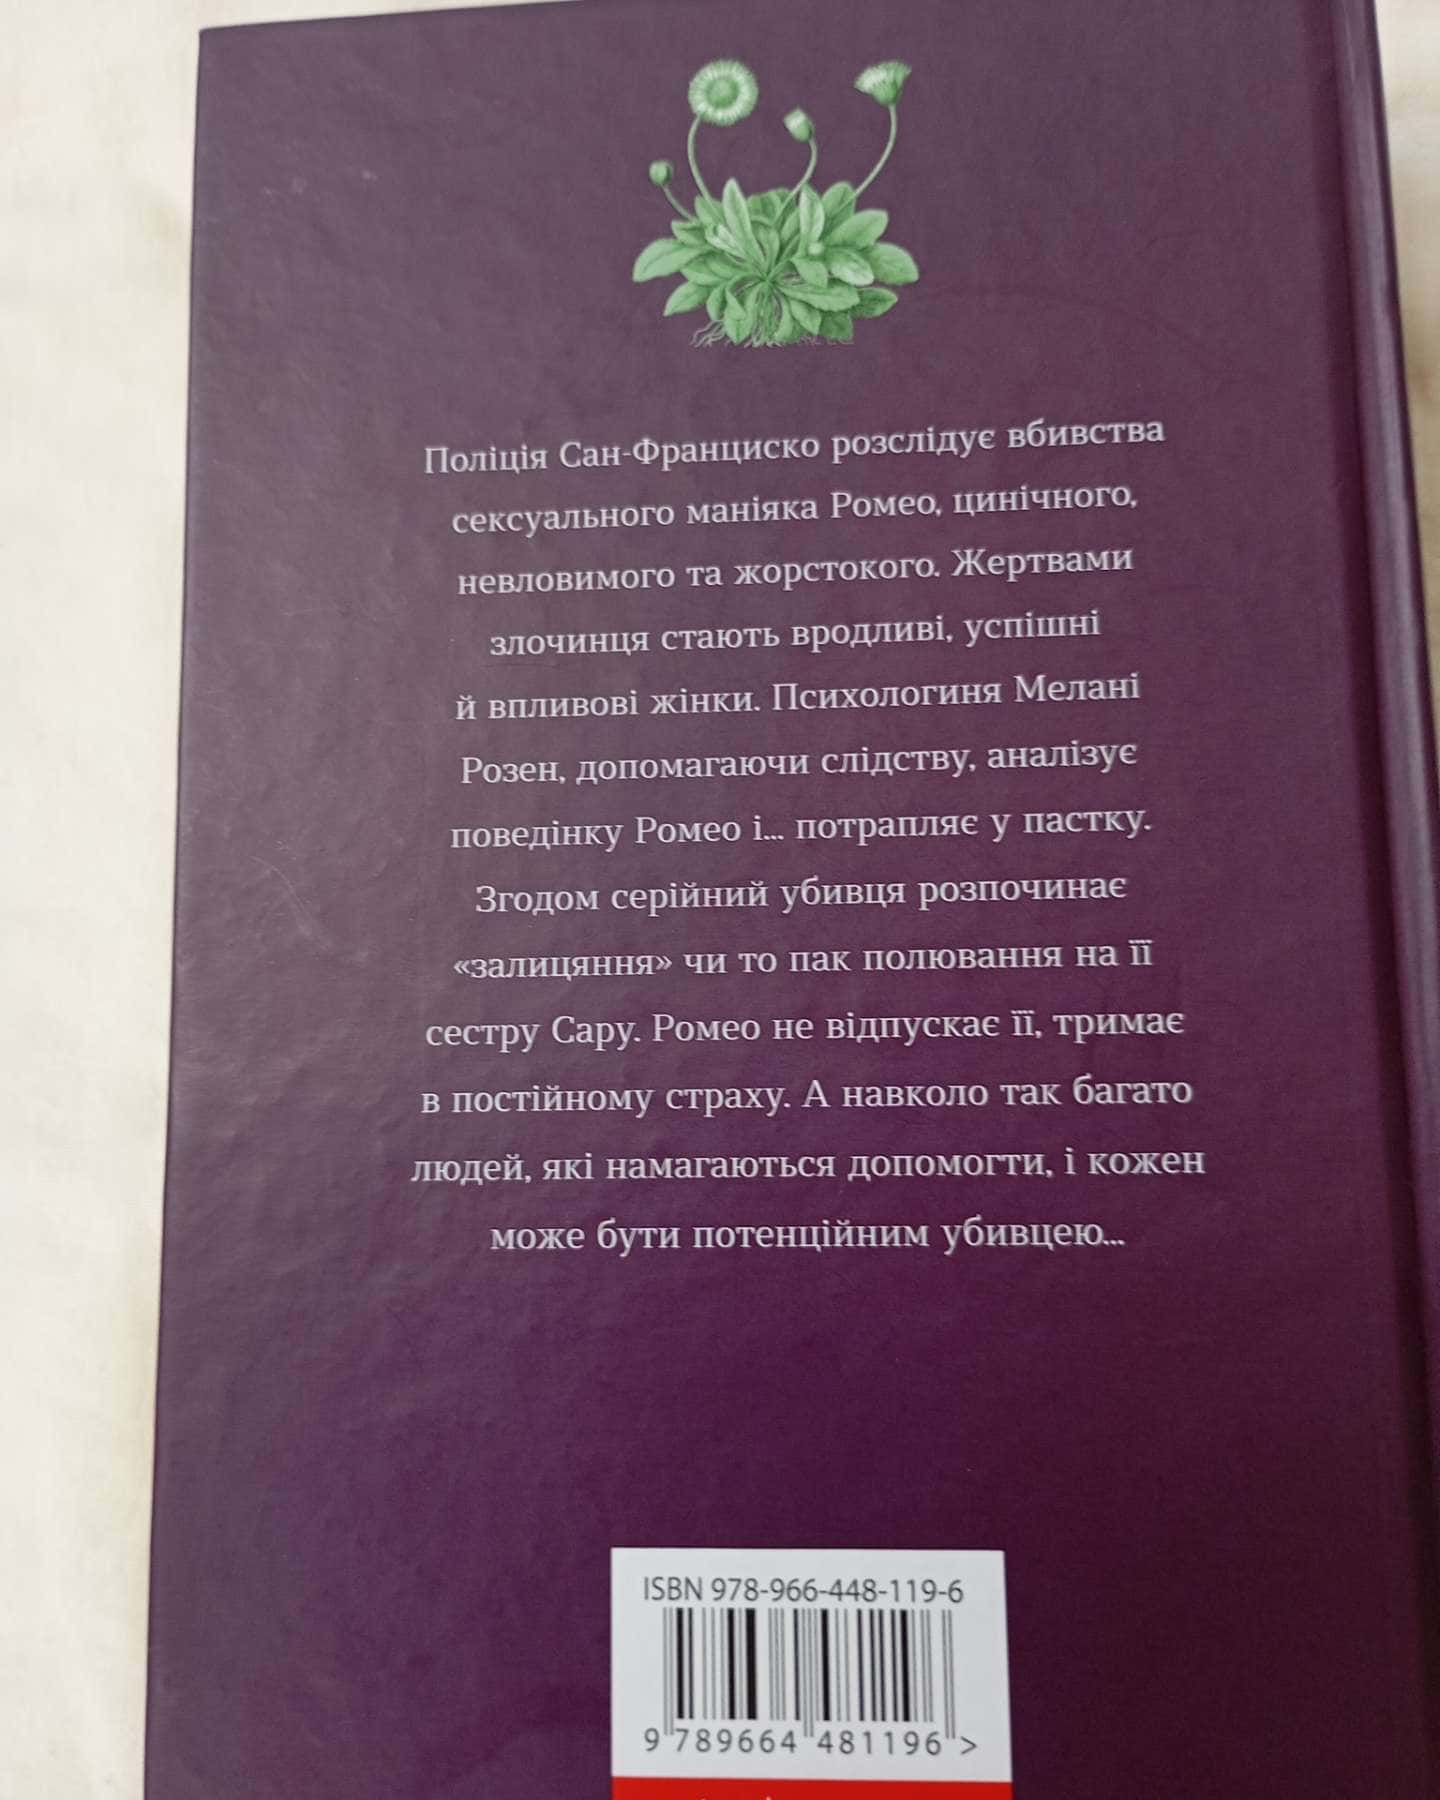 Поліція Сан-Франциско розслідує вбивства
сексуального маніяка Ромео, цинічного,
невловимого та жорстокого. Жертвами
злочинця стають вродливі, успішні
й впливові жінки. Психологиня Мелані
Розен, допомагаючи слідству, аналізує
поведінку Ромео і... потрапляє у пастку.
Згодом серійний убивця розпочинає
«залицяння» чи то пак полювання на її
сестру Сару. Ромео не відпускає її, тримає
в постійному страху. А навколо так багато
людей, які намагаються допомогти, і кожен
може бути потенційним убивцею...
ISBN 978-966-448-119-6
9 789664 481196 >